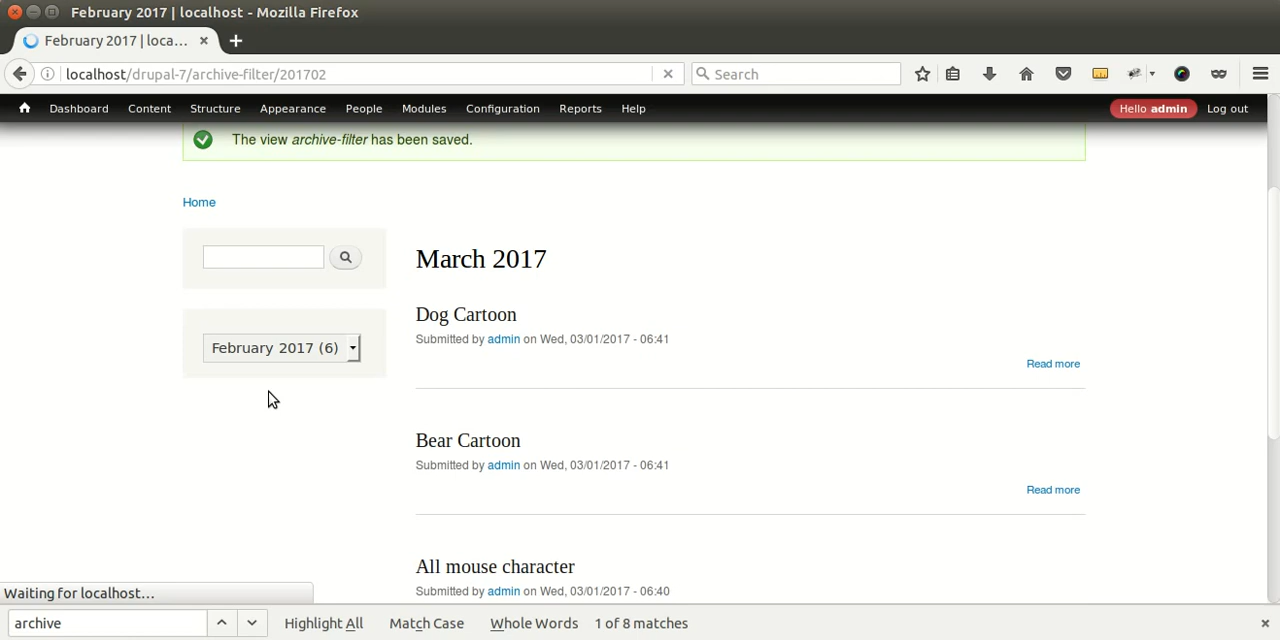 February 2017 | localhost - Mozilla Firefox
February 2017 | loca...
localhost/drupal-7/archive-filter/201702
Search
Dashboard Content Structure Appearance People Modules Configuration Reports Help Hello admin Log out
The view archive-filter has been saved.
Home
March 2017
Dog Cartoon
Submitted by admin on Wed, 03/01/2017 - 06:41
February 2017 (6)
Read more
Bear Cartoon
Submitted by admin on Wed, 03/01/2017 - 06:41
Read more
All mouse character
Submitted by admin on Wed, 03/01/2017 - 06:40
Waiting for localhost...
archive Highlight All Match Case Whole Words 1 of 8 matches